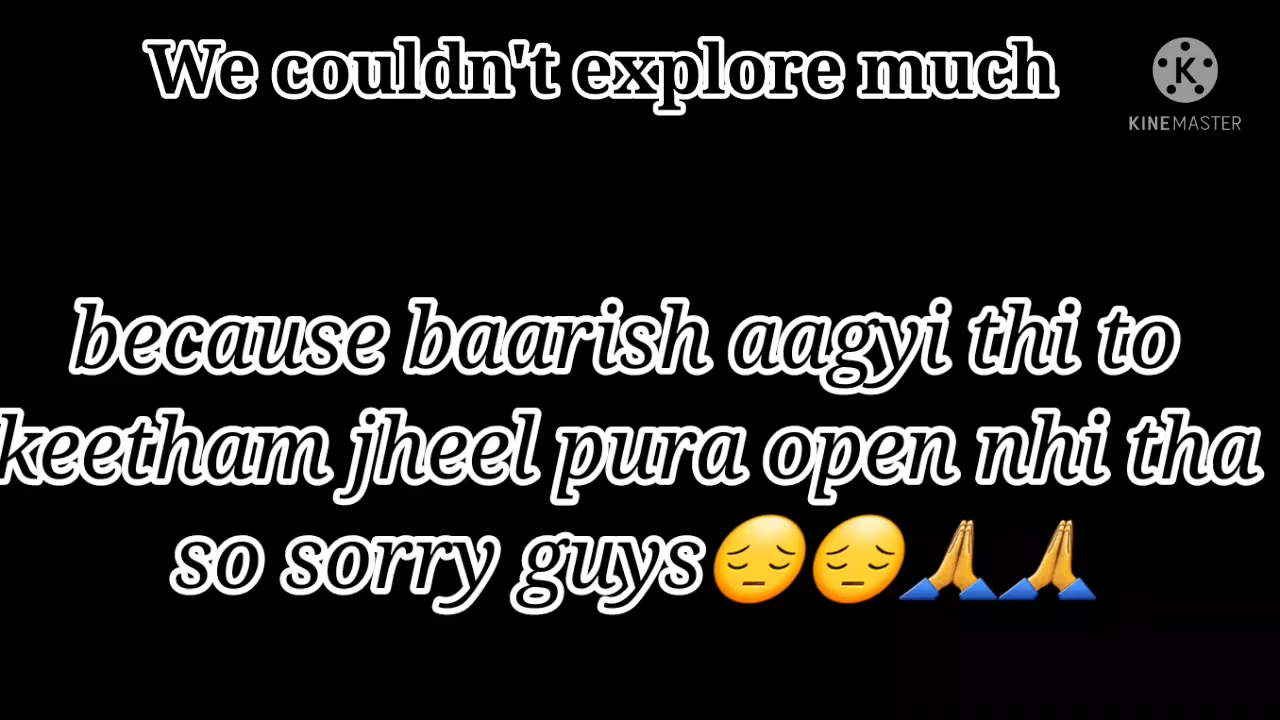 We couldn't explore much
K
KINEMASTER
because baarish aagyi thi to
keetham jheel pura open nhi tha
so sorry guys😔😔🙏🙏